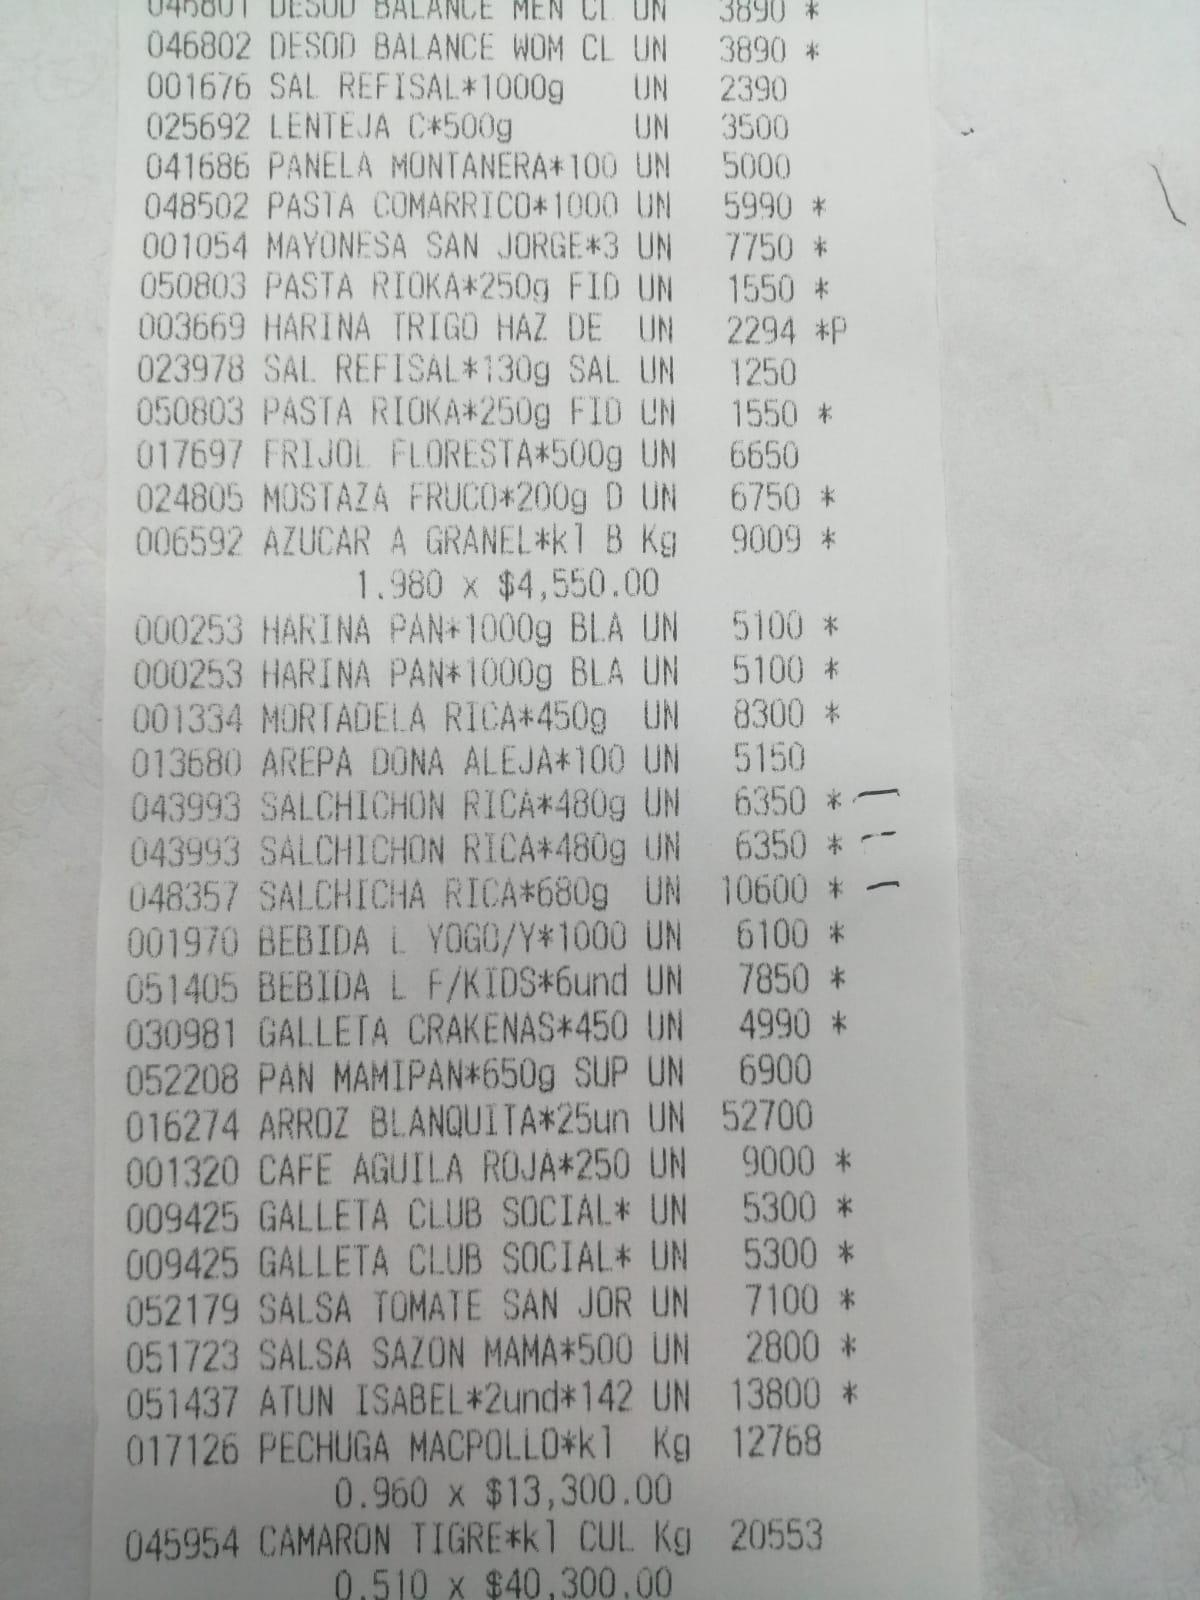 045801 DESOD BALANCE MEN CL UN 3890 *
046802 DESOD BALANCE WOM CL UN 3890 *
001676 SAL REFISAL*1000g UN 2390
025692 LENTEJA C*500g UN 3500
041686 PANELA MONTANERA*100 UN 5000
048502 PASTA COMARRICO*1000 UN 5990 *
001054 MAYONESA SAN JORGE*3 UN 7750 *
050803 PASTA RIOKA*250g FID UN 1550 *
003669 HARINA TRIGO HAZ DE UN 2294 *P
023978 SAL REFISAL*130g SAL UN 1250
050803 PASTA RIOKA*250g FID UN 1550 *
017697 FRIJOL FLORESTA*500g UN 6650
024805 MOSTAZA FRUCO*200g D UN 6750 *
006592 AZUCAR A GRANEL*kl B Kg 9009 *
1.980 x $4,550.00
000253 HARINA PAN*1000g BLA UN 5100 *
000253 HARINA PAN*1000g BLA UN 5100 *
001334 MORTADELA RICA*450g UN 8300 *
013680 AREPA DONA ALEJA*100 UN 5150
043993 SALCHICHON RICA*480g UN 6350 *
043993 SALCHICHON RICA*480g UN 6350 *
048357 SALCHICHA RICA*680g UN 10600 *
001970 BEBIDA L YOGO/Y*1000 UN 6100 *
051405 BEBIDA L F/KIDS*6und UN 7850 *
030981 GALLETA CRAKENAS*450 UN 4990 *
052208 PAN MAMIPAN*650g SUP UN 6900
016274 ARROZ BLANQUITA*25un UN 52700
001320 CAFE AGUILA ROJA*250 UN 9000 *
009425 GALLETA CLUB SOCIAL* UN 5300 *
009425 GALLETA CLUB SOCIAL* UN 5300 *
052179 SALSA TOMATE SAN JOR UN 7100 *
051723 SALSA SAZON MAMA*500 UN 2800 *
051437 ATUN ISABEL*2und*142 UN 13800 *
017126 PECHUGA MACPOLLO*kl Kg 12768
0.960 x $13,300.00
045954 CAMARON TIGRE*kl CUL Kg 20553
0.510 x $40,300.00